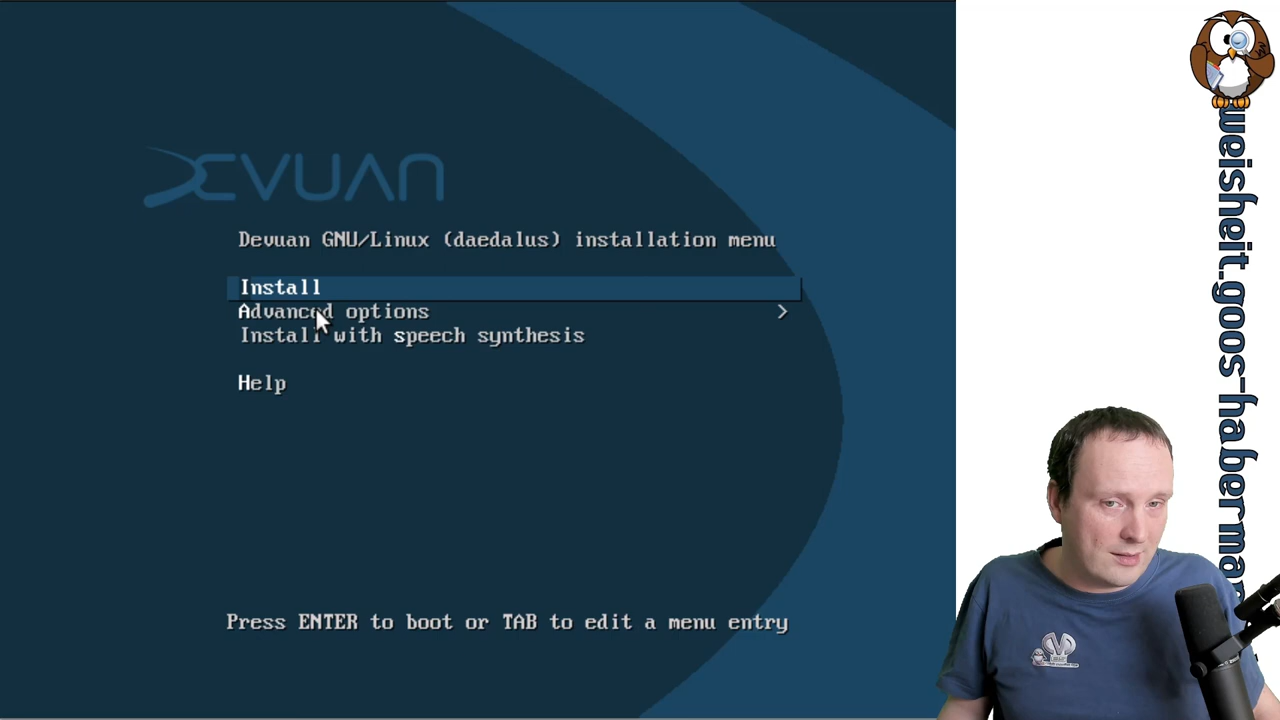 DEVUAN
Devuan GNU/Linux (daedalus) installation menu
Install
Advanced options >
Install with speech synthesis
Help
Press ENTER to boot or TAB to edit a menu entry
weisheit.goos-haberma